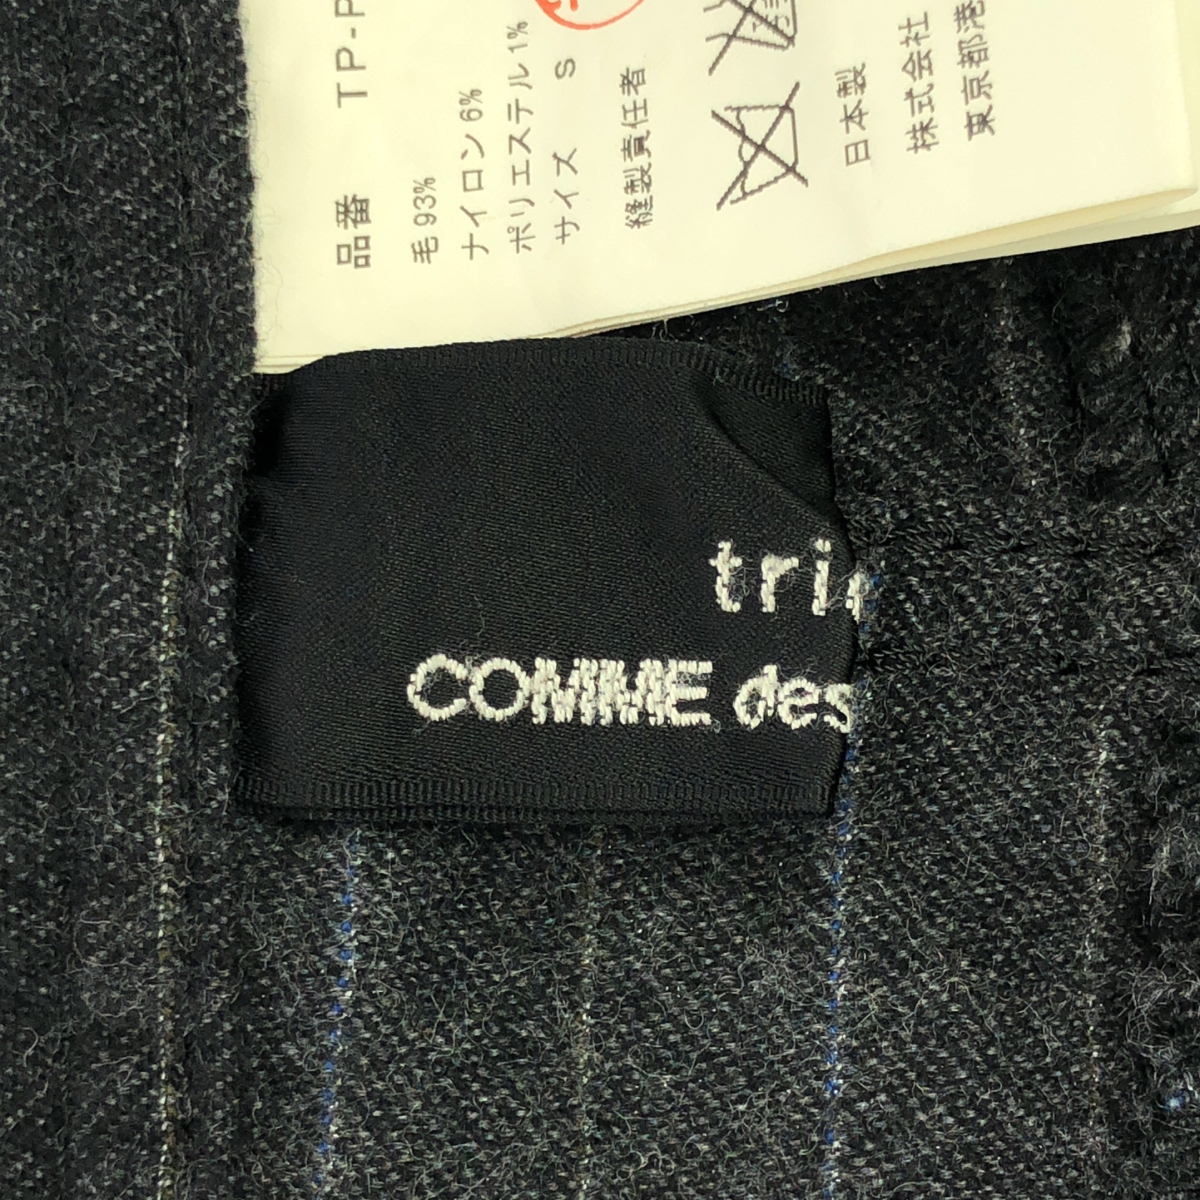 品番 TP-P
毛 93%
ナイロン 6%
ポリエステル 1%
サイズ S
縫製責任者
日本製
株式会社
東京都港
tri
COMME des